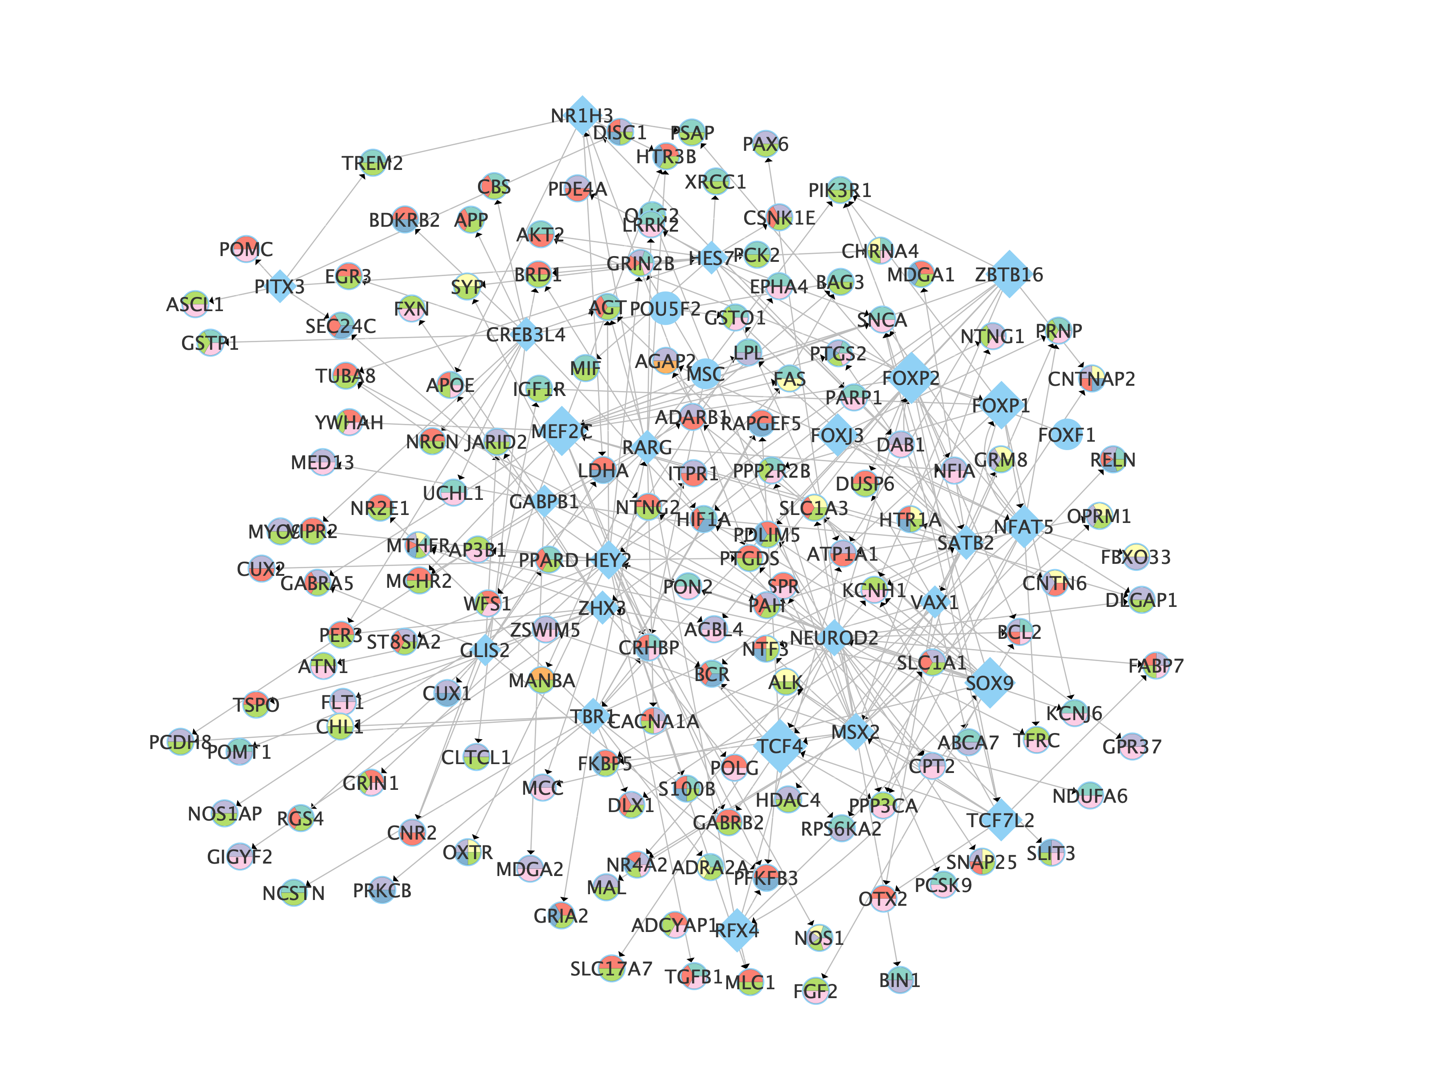 NR1H3
DISC1
PSAP
PAX6
HTR3B
TREM2
XRCC1
CBS
PDE4A
PIK3R1
BDKRB2
APP
LRRK2
CSNK1E
AKT2
POMC
CHRNA4
PCK2
HES7
GRIN2B
MDGA1
ZBTB16
EGR3
BRD1
BAG3
PITX3
SYP
EPHA4
ASCL1
FXN
AGT
POU5F2
GSTO1
SNCA
SEC24C
CREB3L4
NTNG1
PRNP
GSTP1
LPL
PTGS2
AGAP2
MIF
TUBA8
MSC
FAS
FOXP2
CNTNAP2
APOE
IGF1R
PARP1
FOXP1
YWHAH
ADARB1
RAPGEF5
MEF2C
FOXJ3
FOXF1
NRGN
JARID2
RARG
DAB1
MED13
LDHA
ITPR1
PPP2R2B
NFIA
GRM8
RELN
DUSP6
UCHL1
GABPB1
NTNG2
SLC1A3
NR2E1
HIF1A
HTR1A
OPRM1
VIPR2
NFAT5
PDLIM5
SATB2
MTHFR
AP3B1
PPARD
HEY2
PTGDS
ATP1A1
FBXO33
CUX2
GABRA5
MCHR2
PON2
SPR
KCNH1
CNTN6
WFS1
ZHX3
PAH
VAX1
DLGAP1
PER3
ST8SIA2
ZSWIM5
AGBL4
NEUROD2
BCL2
GLIS2
CRHBP
NTF3
ATN1
SLC1A1
FABP7
MANBA
BCR
ALK
SOX9
CUX1
TSPO
FLT1
TBR1
CACNA1A
KCNJ6
CHL1
MSX2
PCDH8
POMT1
TCF4
ABCA7
TFRC
GPR37
CLTCL1
FKBP5
POLG
CPT2
GRIN1
MCC
S100B
NDUFA6
DLX1
HDAC4
PPP3CA
NOS1AP
RGS4
GABRB2
RPS6KA2
TCF7L2
CNR2
GIGYF2
OXTR
MDGA2
NR4A2
ADRA2A
SNAP25
SLIT3
NCSTN
PRKCB
MAL
PFKFB3
PCSK9
OTX2
GRIA2
ADCYAP1
RFX4
NOS1
SLC17A7
TGFB1
MLC1
FGF2
BIN1